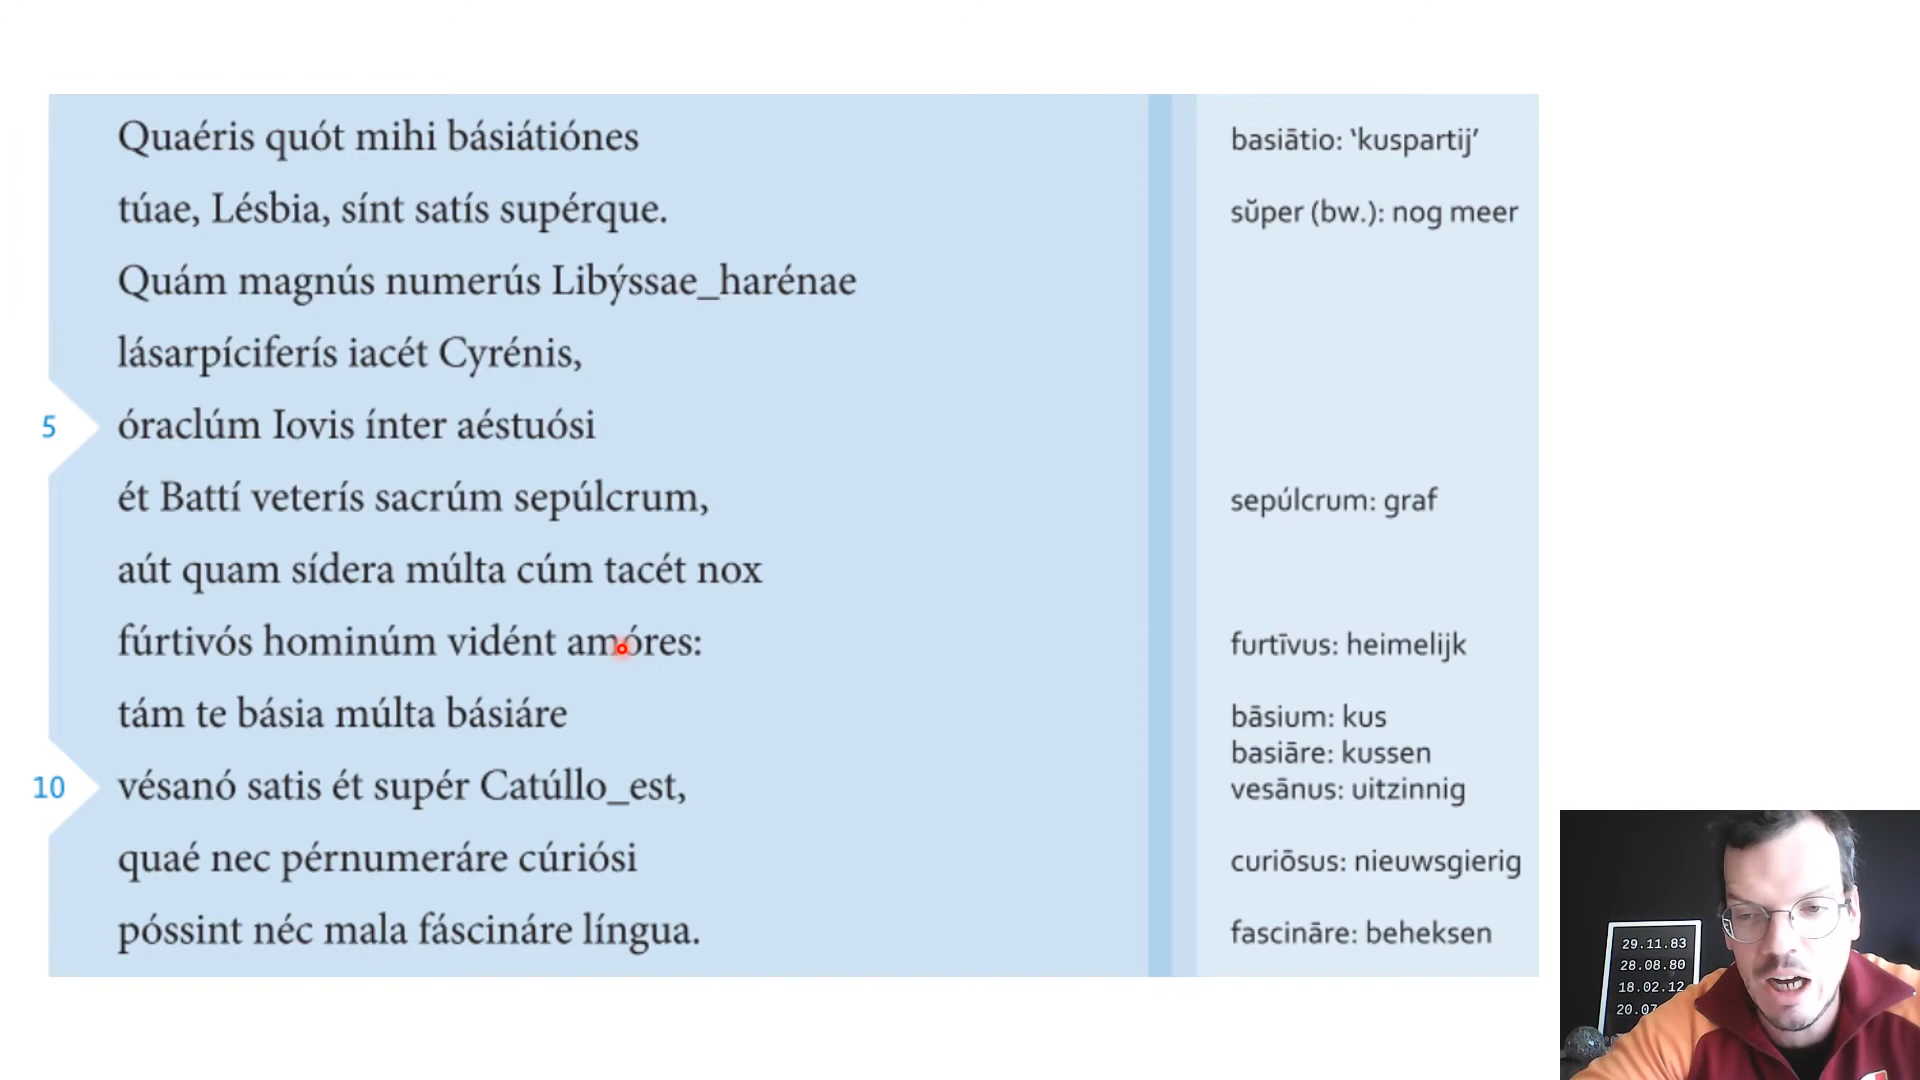 Quaéris quót mihi básiátiónes
túae, Lésbia, sínt satís supérque.
Quám magnús numerús Libýssae_harénae
lásarpíciferís iacét Cyrénis,
5 óraclúm Iovis ínter aéstuósi
ét Battí veterís sacrúm sepúlcrum,
aút quam sídera múlta cúm tacét nox
fúrtivós hominúm vidént amóres:
tám te básia múlta básiáre
10 vésanó satis ét supér Catúllo_est,
quaé nec pérnumeráre cúriósi
póssint néc mala fáscináre língua.
basiātio: ‘kuspartij’
sŭper (bw.): nog meer
sepúlcrum: graf
furtīvus: heimelijk
bāsium: kus
basiāre: kussen
vesānus: uitzinnig
curiōsus: nieuwsgierig
fascināre: beheksen
29.11.83
28.08.80
18.02.12
20.07